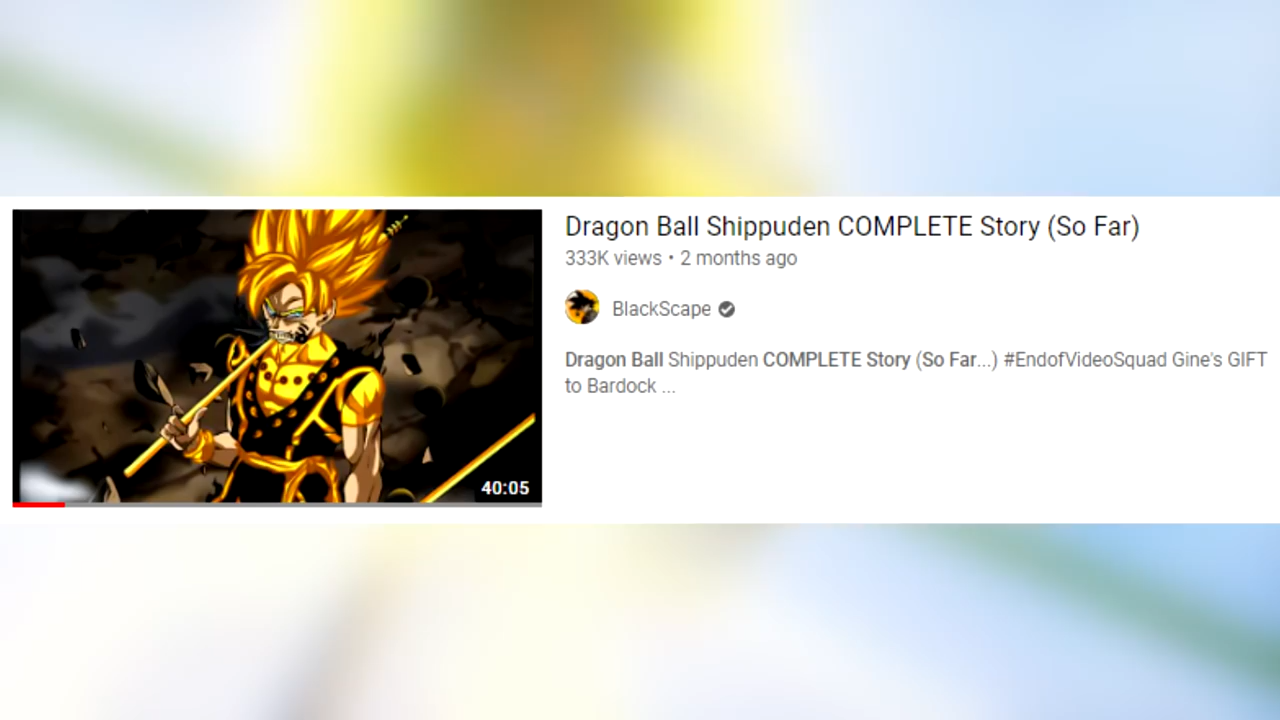 Dragon Ball Shippuden COMPLETE Story (So Far)
333K views • 2 months ago
BlackScape
Dragon Ball Shippuden COMPLETE Story (So Far...) #EndofVideoSquad Gine's GIFT
to Bardock ...
40:05